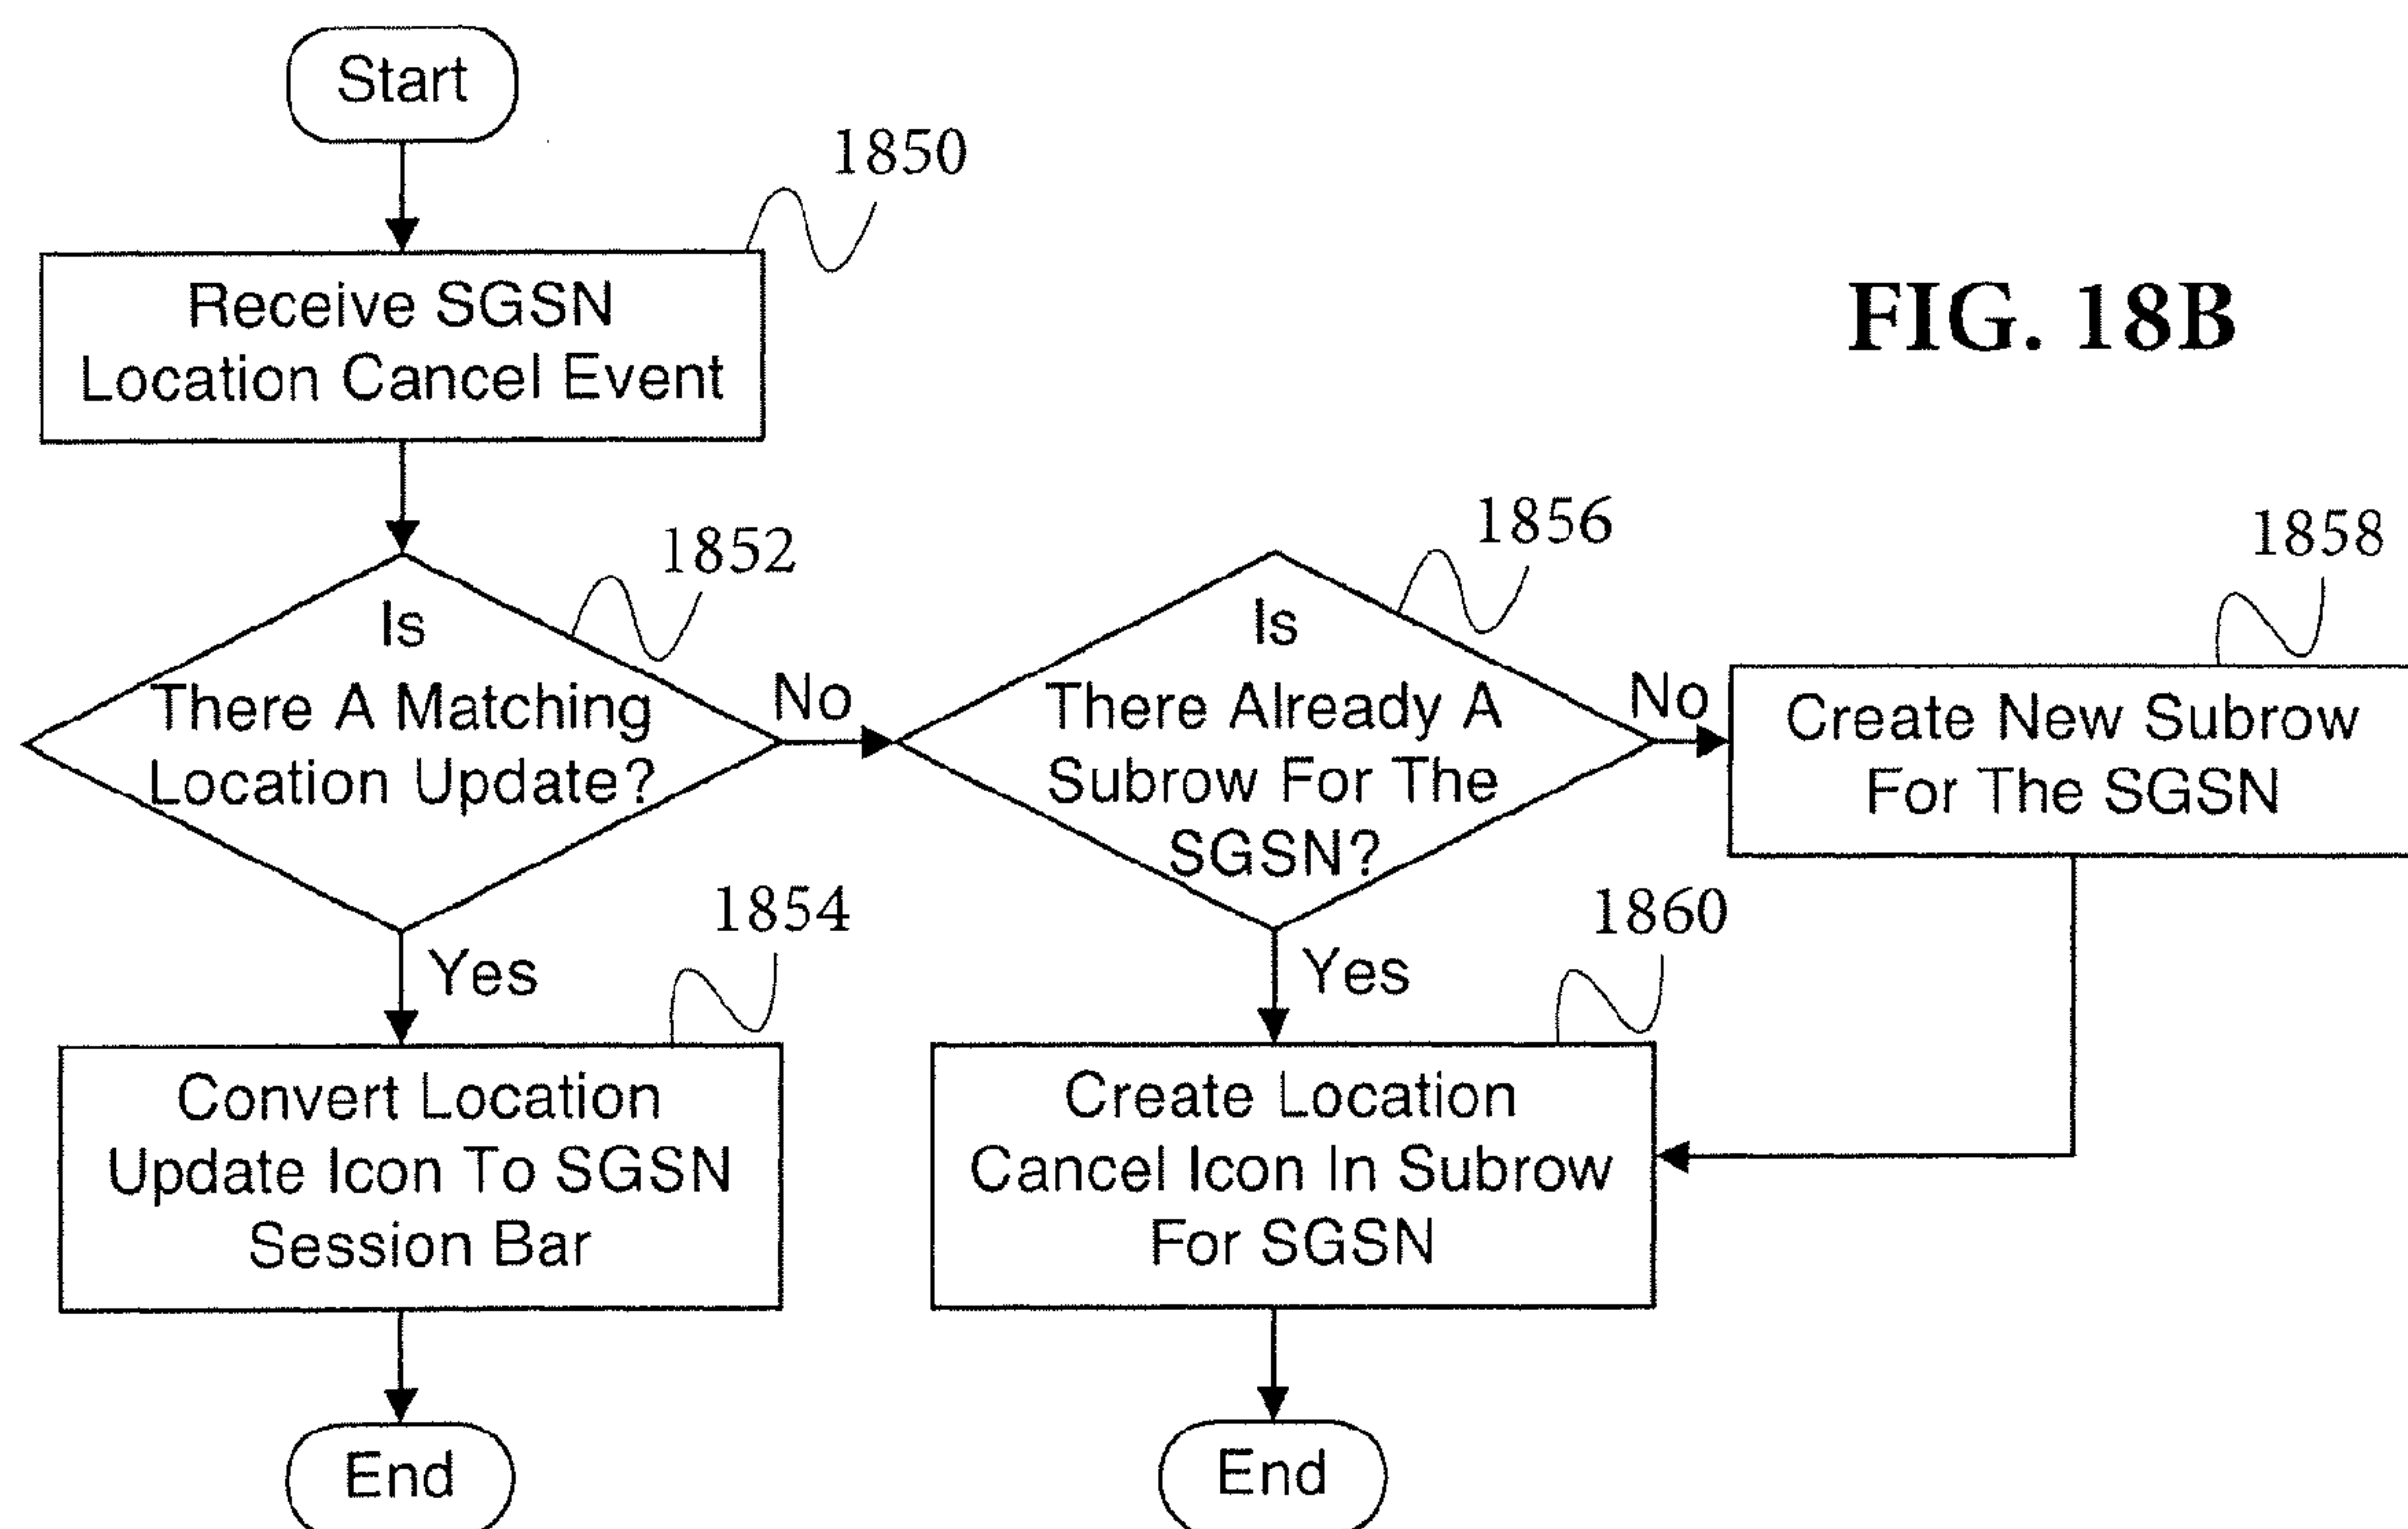 Start
1850
Receive SGSN
Location Cancel Event
FIG. 18B
1852
Is
There A Matching
Location Update?
No
1856
Is
There Already A
Subrow For The
SGSN?
No
1858
Create New Subrow
For The SGSN
Yes
1854
Convert Location
Update Icon To SGSN
Session Bar
End
Yes
1860
Create Location
Cancel Icon In Subrow
For SGSN
End